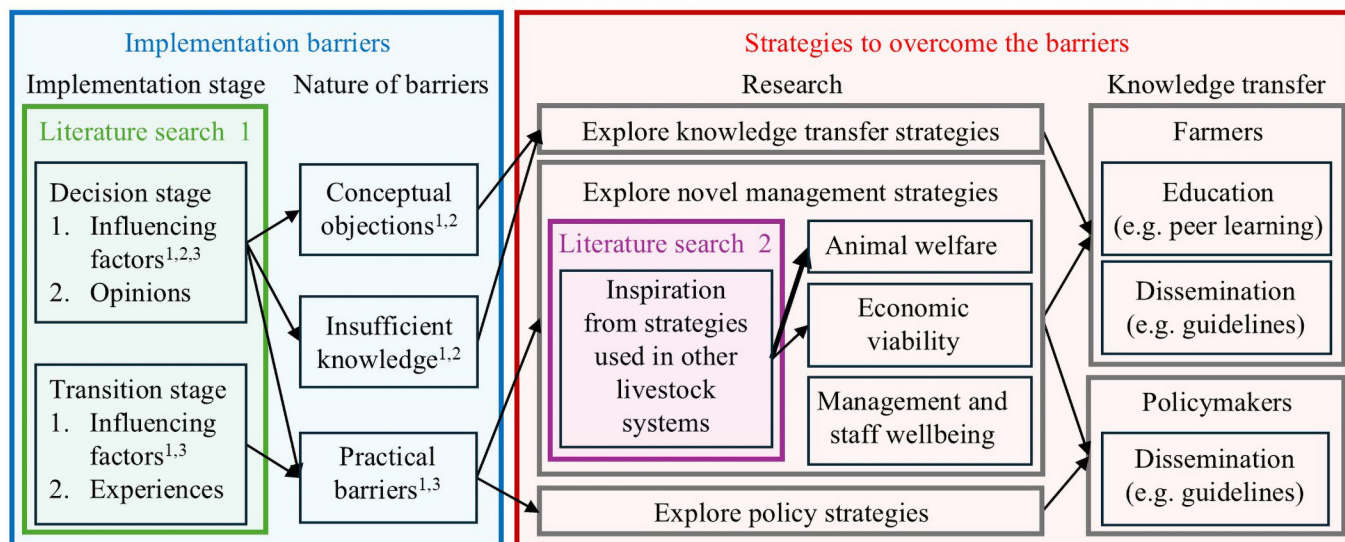 Implementation barriers
Implementation stage
Nature of barriers
Literature search 1
Decision stage
1. Influencing
factors1,2,3
2. Opinions
Transition stage
1. Influencing
factors1,3
2. Experiences
Conceptual
objections1,2
Insufficient
knowledge1,2
Practical
barriers1,3
Strategies to overcome the barriers
Research
Knowledge transfer
Explore knowledge transfer strategies
Explore novel management strategies
Literature search 2
Inspiration
from strategies
used in other
livestock
systems
Animal welfare
Economic
viability
Management and
staff wellbeing
Explore policy strategies
Farmers
Education
(e.g. peer learning)
Dissemination
(e.g. guidelines)
Policymakers
Dissemination
(e.g. guidelines)